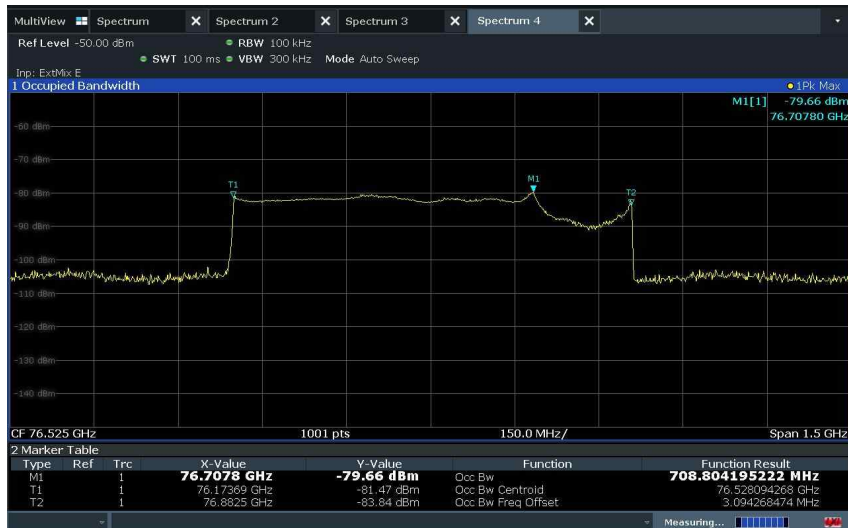 MultiView Spectrum Spectrum 2 Spectrum 3 Spectrum 4
Ref Level -50.00 dBm RBW 100 kHz
SWT 100 ms VBW 300 kHz Mode Auto Sweep
Inp: ExtMix E
1 Occupied Bandwidth 1Pk Max
M1[1] -79.66 dBm
76.70780 GHz
-60 dBm
-70 dBm
M1
T1
T2
-80 dBm
-90 dBm
-100 dBm
-110 dBm
-120 dBm
-130 dBm
-140 dBm
CF 76.525 GHz 1001 pts 150.0 MHz/ Span 1.5 GHz
2 Marker Table
Type Ref Trc X-Value Y-Value Function Function Result
M1 1 76.7078 GHz -79.66 dBm Occ Bw 708.804195222 MHz
T1 1 76.17369 GHz -81.47 dBm Occ Bw Centroid 76.528094268 GHz
T2 1 76.8825 GHz -83.84 dBm Occ Bw Freq Offset 3.094268474 MHz
Measuring...